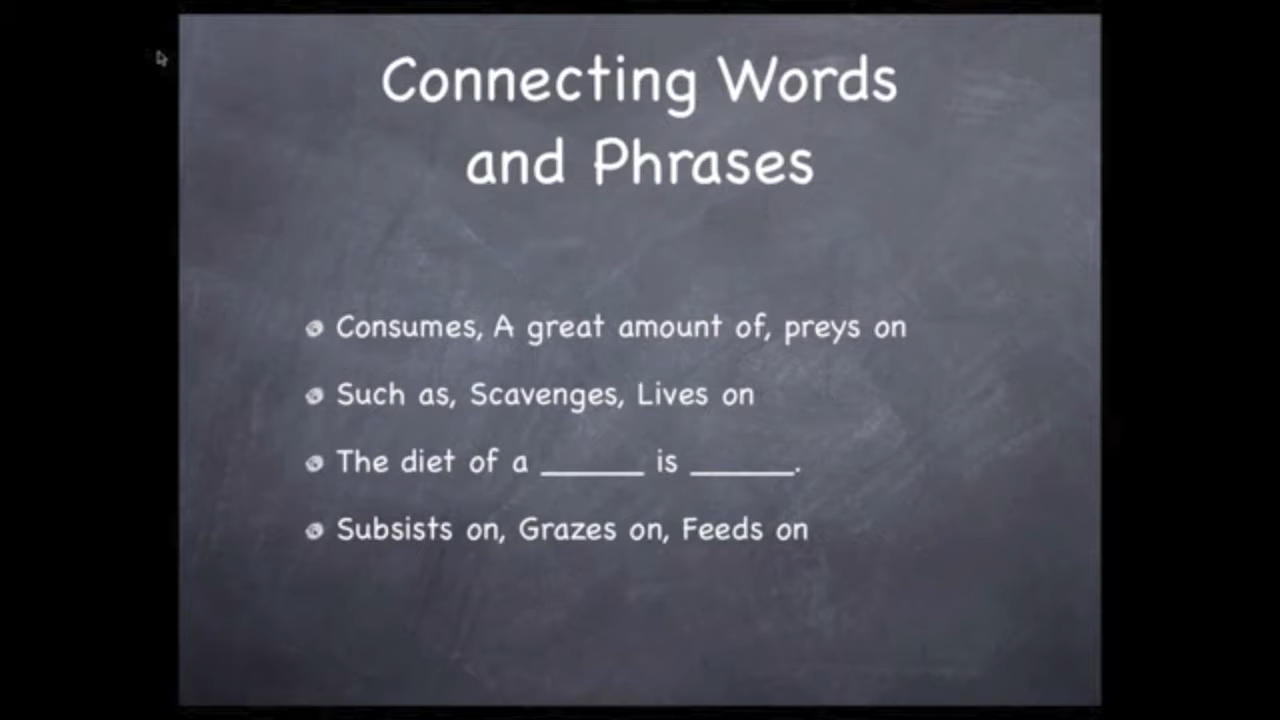 Connecting Words
and Phrases
Consumes, A great amount of, preys on
Such as, Scavenges, Lives on
The diet of a ______ is ______.
Subsists on, Grazes on, Feeds on